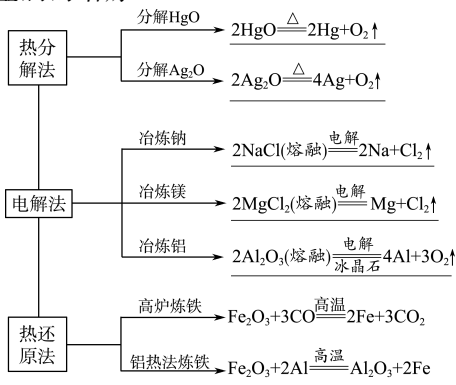 热分解法
分解HgO
2HgO≜2Hg+O₂↑
分解Ag₂O
2Ag₂O≜4Ag+O₂↑
电解法
冶炼钠
2NaCl(熔融) 电解 ══ 2Na+Cl₂↑
冶炼镁
2MgCl₂(熔融) 电解 ══ Mg+Cl₂↑
冶炼铝
2Al₂O₃(熔融) 电解 ══ 冰晶石 4Al+3O₂↑
热还原法
高炉炼铁
Fe₂O₃+3CO 高温 ══ 2Fe+3CO₂
铝热法炼铁
Fe₂O₃+2Al 高温 ══ Al₂O₃+2Fe